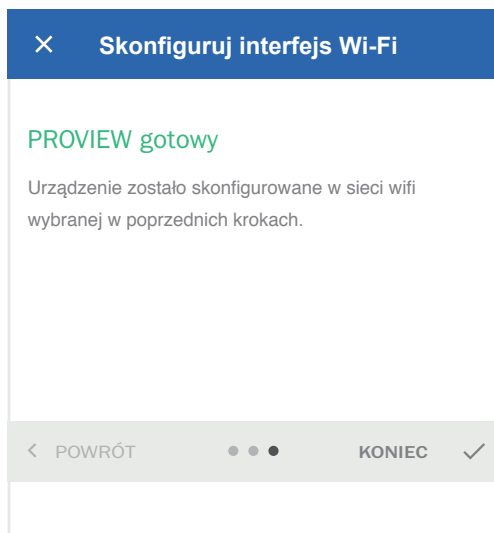 Skonfiguruj interfejs Wi-Fi
PROVIEW gotowy
Urządzenie zostało skonfigurowane w sieci wifi
wybranej w poprzednich krokach.
POWRÓT KONIEC